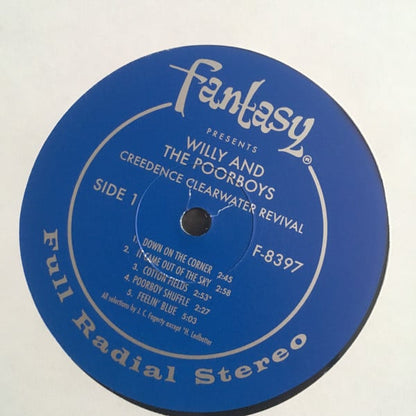 Fantasy®
PRESENTS
WILLY AND
THE POORBOYS
CREEDENCE CLEARWATER REVIVAL
SIDE 1
F-8397
1. DOWN ON THE CORNER 2:45
2. IT CAME OUT OF THE SKY 2:58
3. COTTON FIELDS 2:53*
4. POORBOY SHUFFLE 2:27
5. FEELIN' BLUE 5:03
All selections by J. C. Fogerty except *H. Ledbetter
Full Radial Stereo